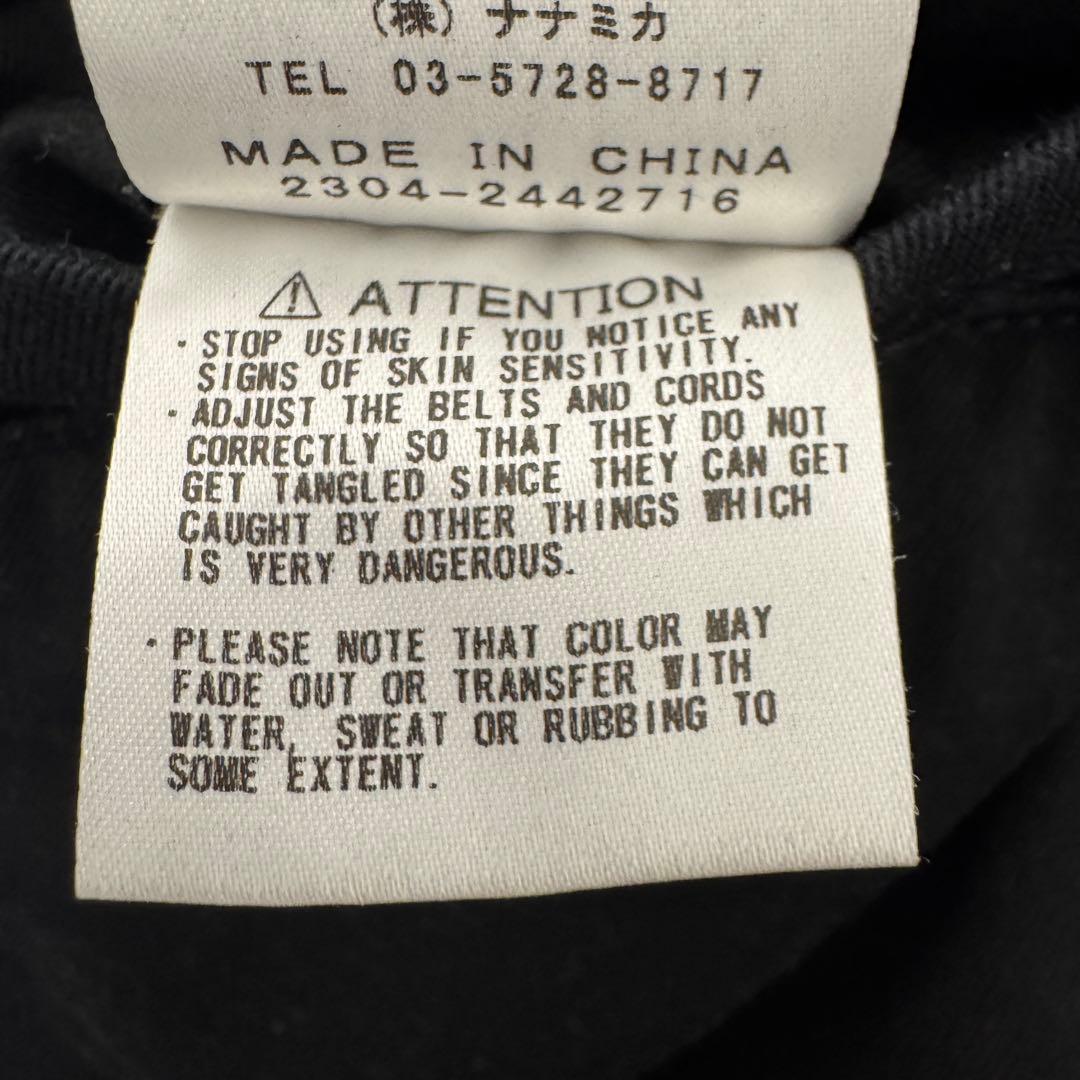 (株) ナナミカ
TEL 03-5728-8717
MADE IN CHINA
2304-2442716
⚠ ATTENTION
・STOP USING IF YOU NOTICE ANY
SIGNS OF SKIN SENSITIVITY.
・ADJUST THE BELTS AND CORDS
CORRECTLY SO THAT THEY DO NOT
GET TANGLED SINCE THEY CAN GET
CAUGHT BY OTHER THINGS WHICH
IS VERY DANGEROUS.
・PLEASE NOTE THAT COLOR MAY
FADE OUT OR TRANSFER WITH
WATER, SWEAT OR RUBBING TO
SOME EXTENT.